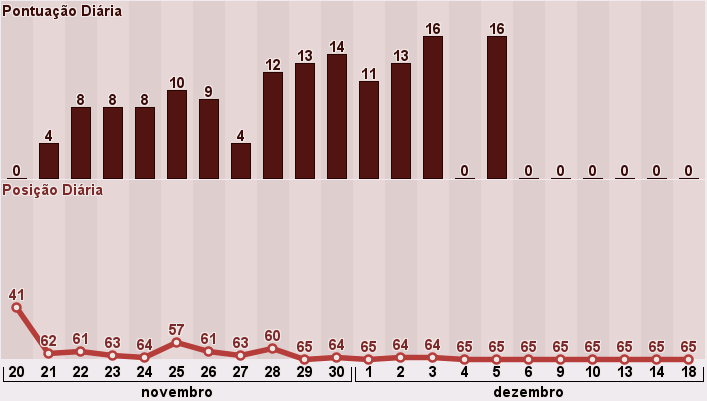 Pontuação Diária
0 4 8 8 8 10 9 4 12 13 14 11 13 16 0 16 0 0 0 0 0 0
Posição Diária
41 62 61 63 64 57 61 63 60 65 64 65 64 64 65 65 65 65 65 65 65 65
20 21 22 23 24 25 26 27 28 29 30 1 2 3 4 5 6 9 10 13 14 18
novembro dezembro